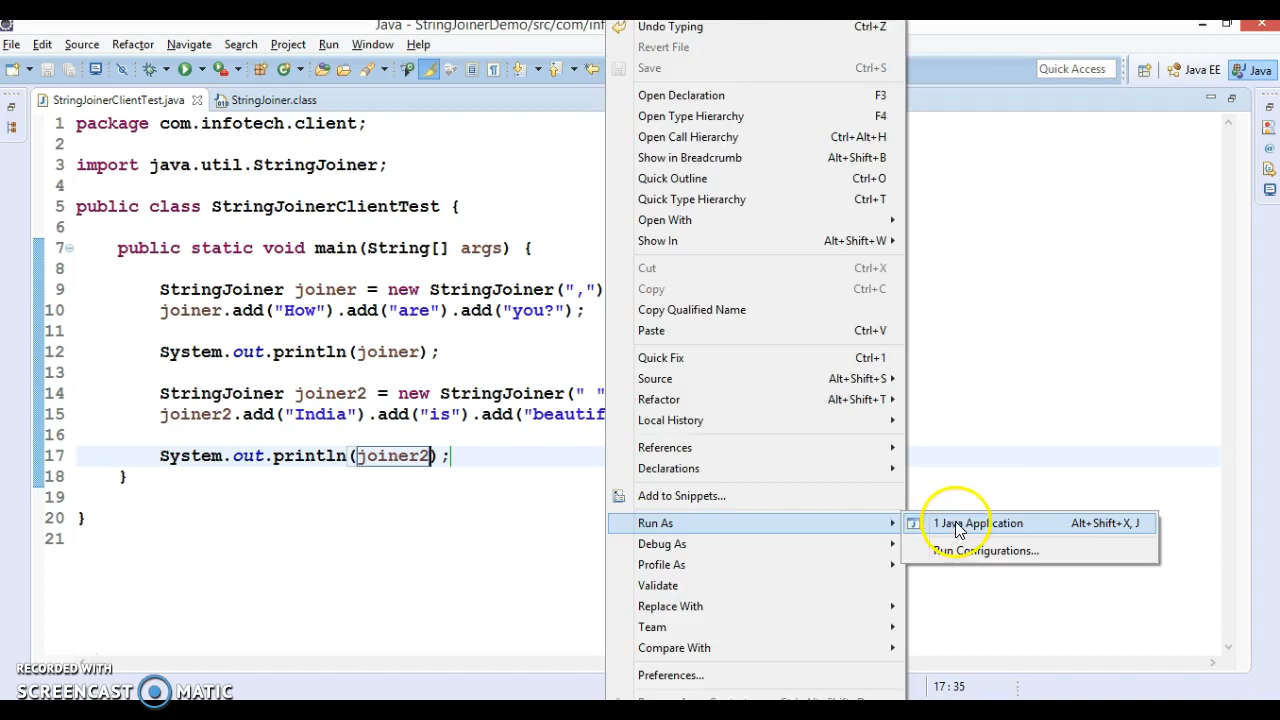 Java - StringJoinerDemo/src/com/inf
File Edit Source Refactor Navigate Search Project Run Window Help
Quick Access Java EE Java
StringJoinerClientTest.java StringJoiner.class
1 package com.infotech.client;
2
3 import java.util.StringJoiner;
4
5 public class StringJoinerClientTest {
6
7 public static void main(String[] args) {
8
9 StringJoiner joiner = new StringJoiner(",")
10 joiner.add("How").add("are").add("you?");
11
12 System.out.println(joiner);
13
14 StringJoiner joiner2 = new StringJoiner(" "
15 joiner2.add("India").add("is").add("beautif
16
17 System.out.println(joiner2);
18 }
19
20 }
21
Undo Typing Ctrl+Z
Revert File
Save Ctrl+S
Open Declaration F3
Open Type Hierarchy F4
Open Call Hierarchy Ctrl+Alt+H
Show in Breadcrumb Alt+Shift+B
Quick Outline Ctrl+O
Quick Type Hierarchy Ctrl+T
Open With
Show In Alt+Shift+W
Cut Ctrl+X
Copy Ctrl+C
Copy Qualified Name
Paste Ctrl+V
Quick Fix Ctrl+1
Source Alt+Shift+S
Refactor Alt+Shift+T
Local History
References
Declarations
Add to Snippets...
Run As
Debug As
Profile As
Validate
Replace With
Team
Compare With
Preferences...
1 Java Application Alt+Shift+X, J
Run Configurations...
17 : 35
RECORDED WITH
SCREENCAST MATIC